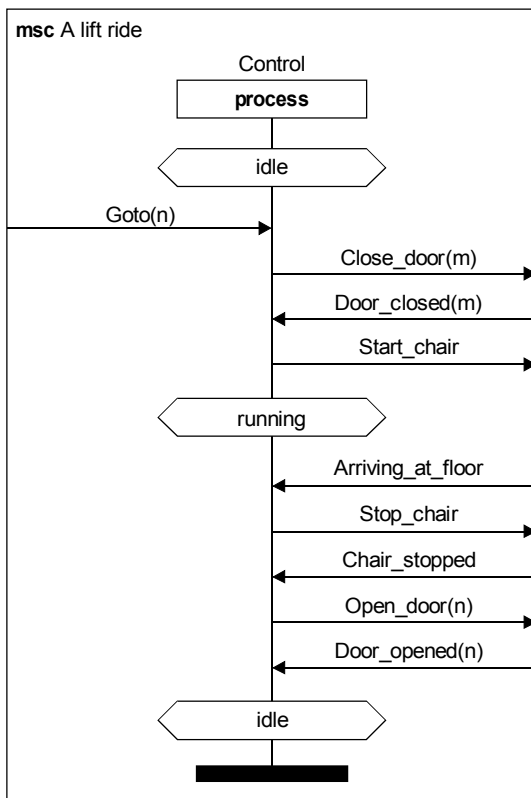 msc A lift ride
Control
process
idle
Goto(n)
Close_door(m)
Door_closed(m)
Start_chair
running
Arriving_at_floor
Stop_chair
Chair_stopped
Open_door(n)
Door_opened(n)
idle